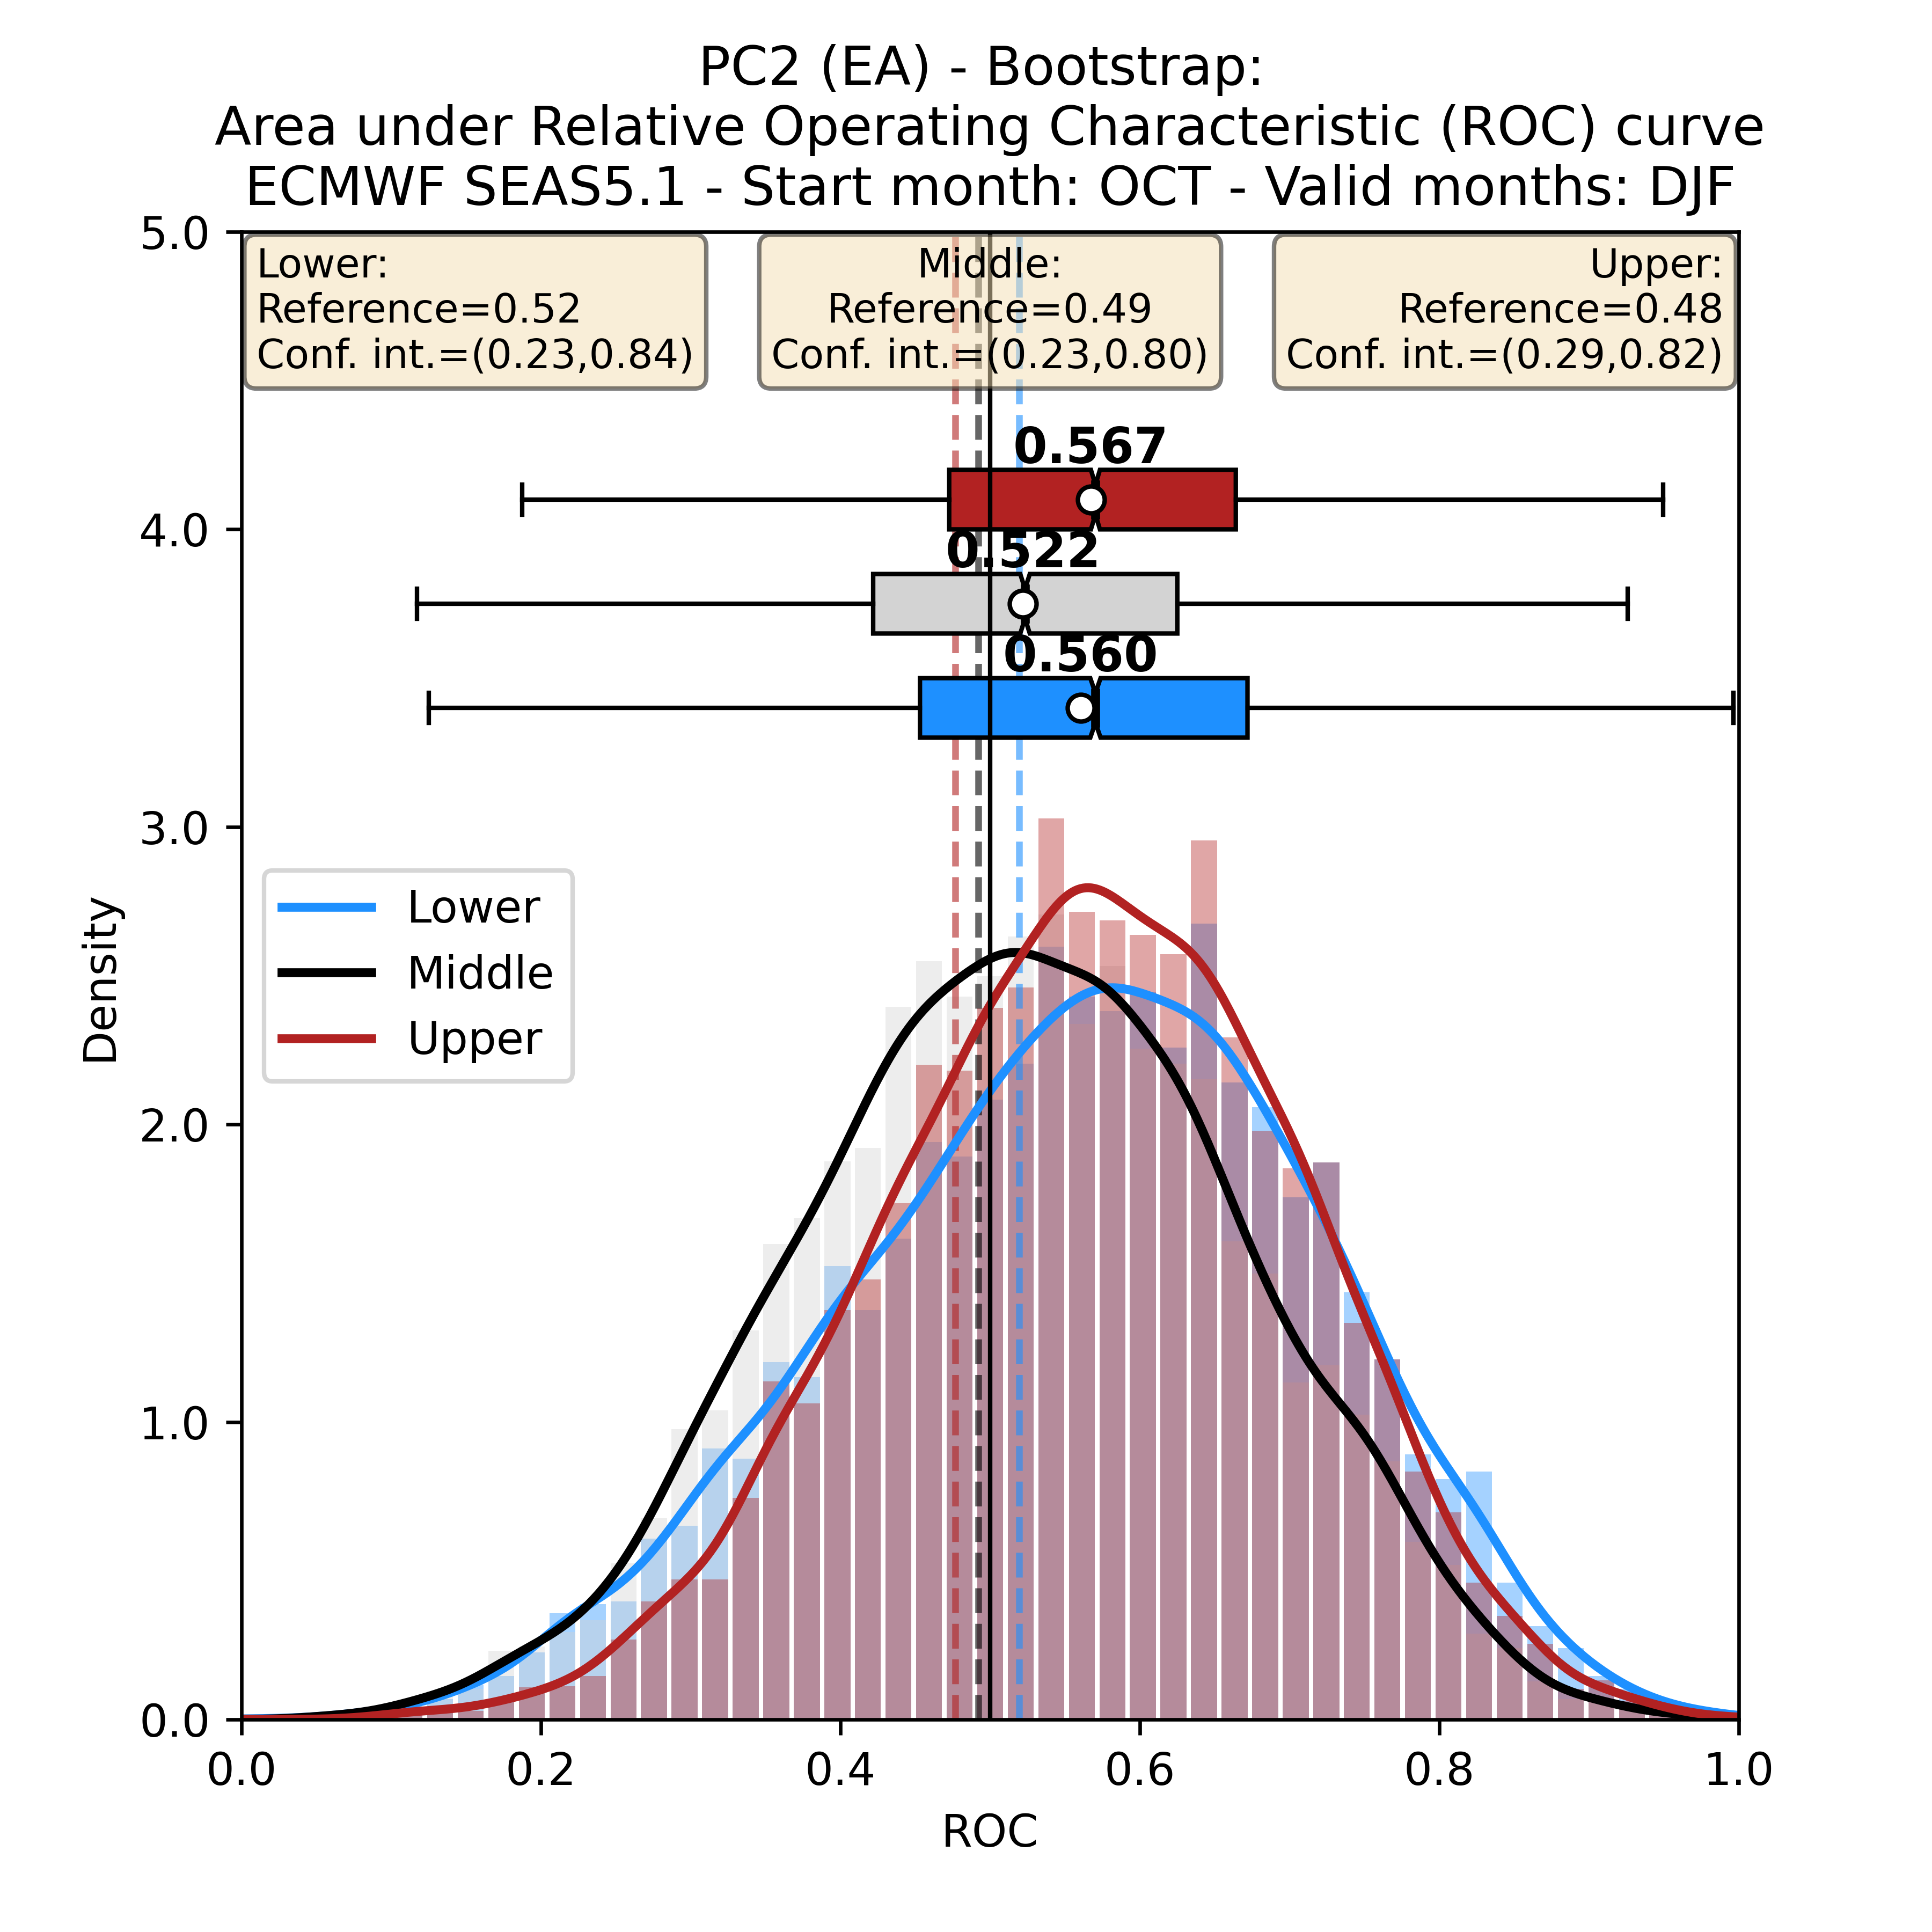 PC2 (EA) - Bootstrap:
Area under Relative Operating Characteristic (ROC) curve
ECMWF SEAS5.1 - Start month: OCT - Valid months: DJF
Lower:
Reference=0.52
Conf. int.=(0.23,0.84)
Middle:
Reference=0.49
Conf. int.=(0.23,0.80)
Upper:
Reference=0.48
Conf. int.=(0.29,0.82)
0.567
0.522
0.560
5.0
4.0
3.0
2.0
1.0
0.0
Density
Lower
Middle
Upper
0.0 0.2 0.4 0.6 0.8 1.0
ROC